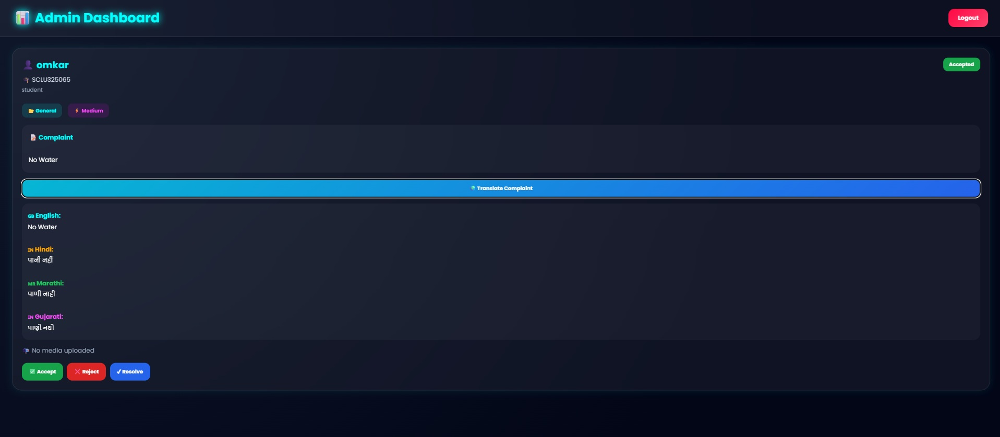 Admin Dashboard
Logout
omkar
Accepted
SCLU325065
student
General
Medium
Complaint
No Water
Translate Complaint
GB English:
No Water
IN Hindi:
पानी नहीं
MR Marathi:
पाणी नाही
IN Gujarati:
પાણી નથી
No media uploaded
Accept
Reject
Resolve